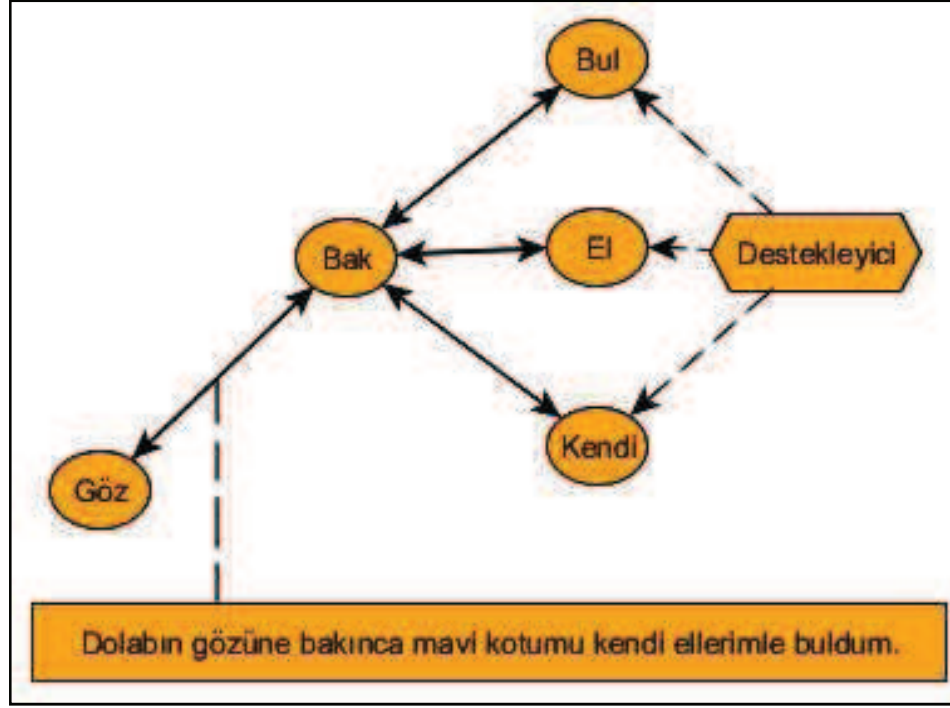 Bul
Bak
El
Destekleyici
Kendi
Göz
Dolabın gözüne bakınca mavi kotumu kendi ellerimle buldum.